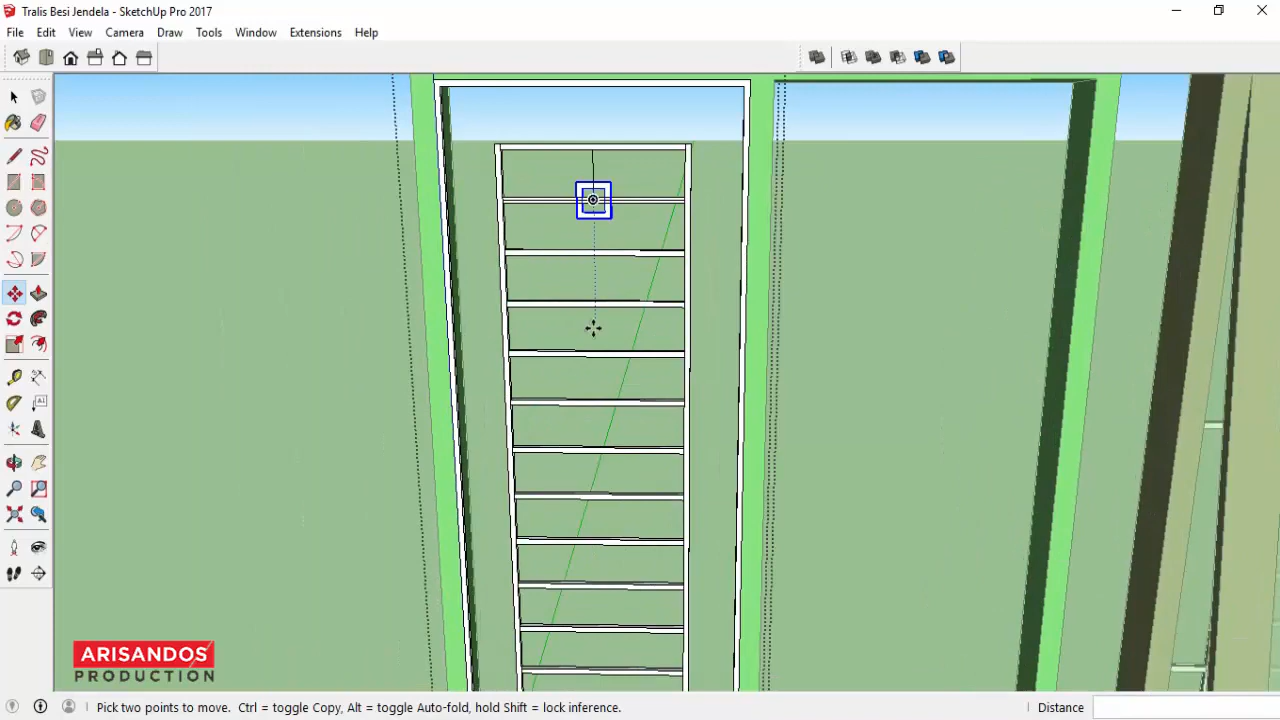 Tralis Besi Jendela - SketchUp Pro 2017
File Edit View Camera Draw Tools Window Extensions Help
ARISANDOS
PRODUCTION
Pick two points to move. Ctrl = toggle Copy, Alt = toggle Auto-fold, hold Shift = lock inference.
Distance